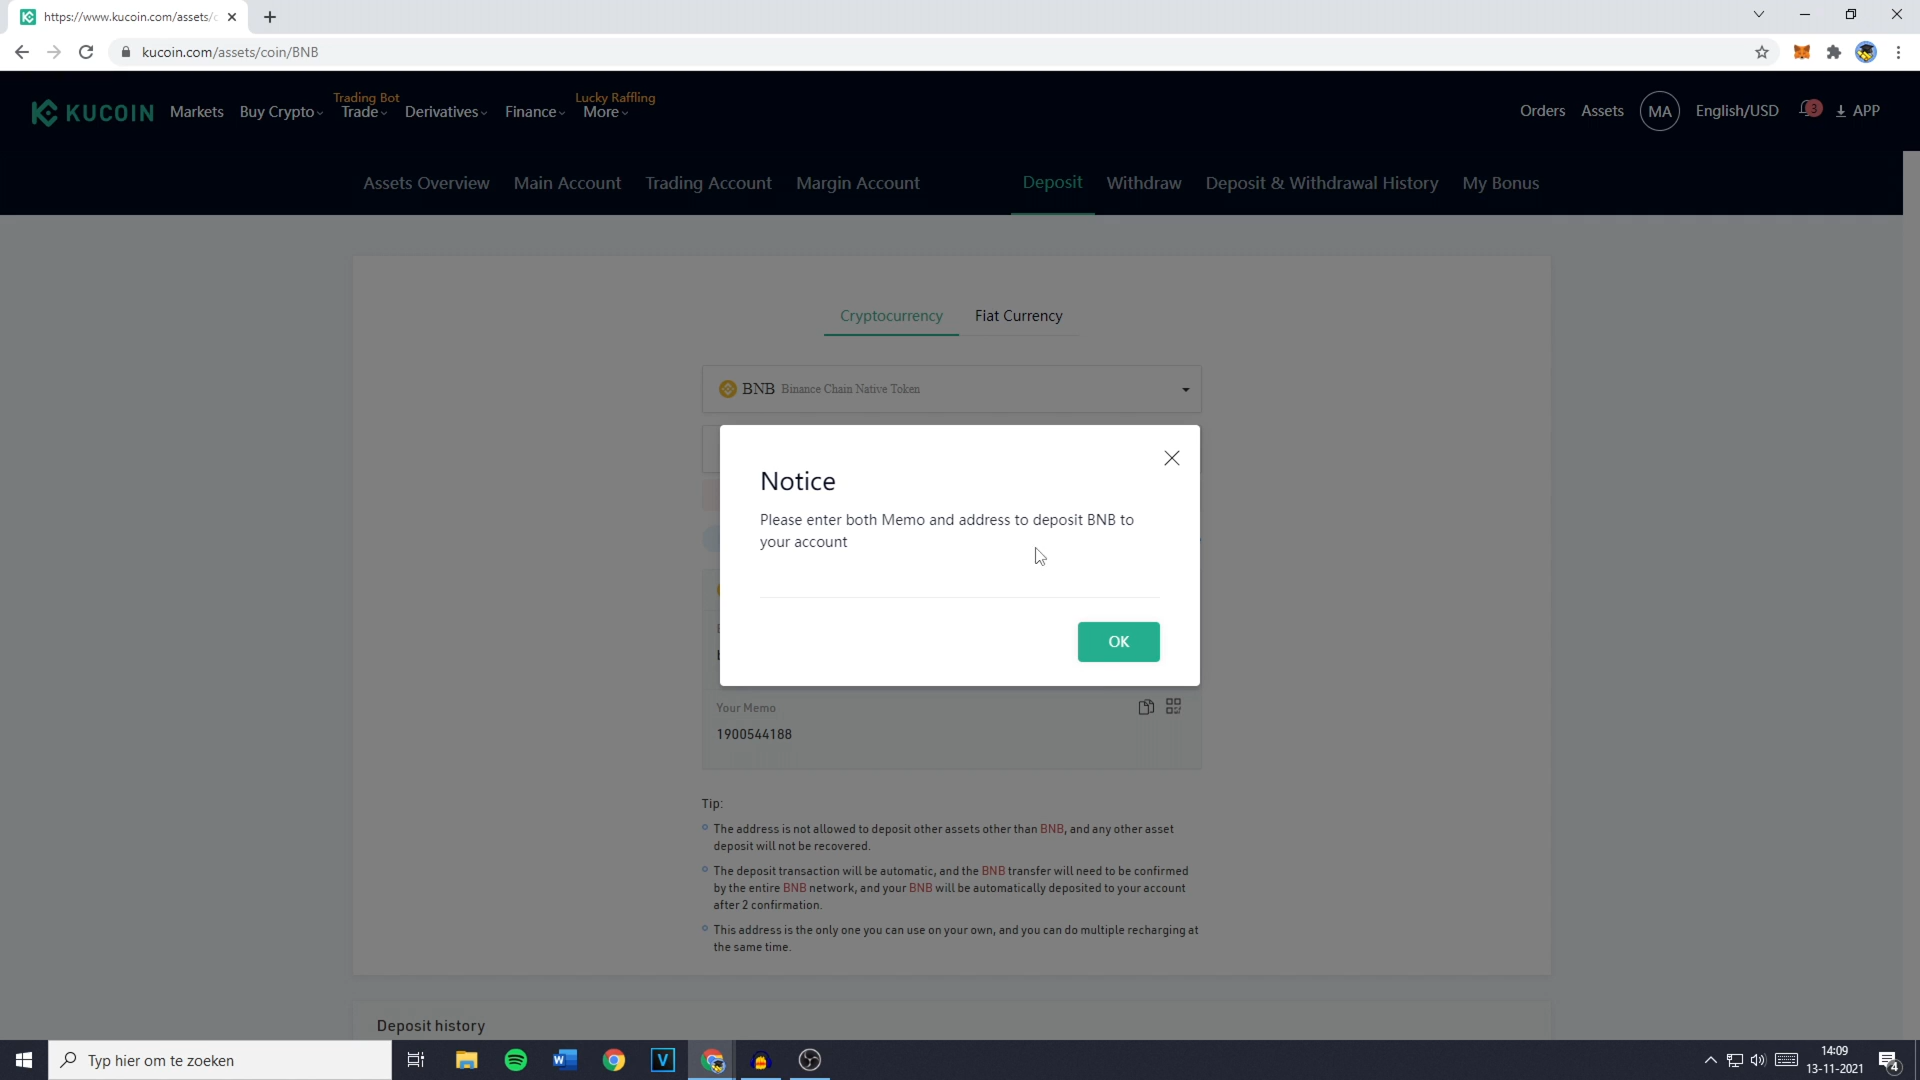 https://www.kucoin.com/assets/c
kucoin.com/assets/coin/BNB
KUCOIN
Markets
Buy Crypto
Trading Bot
Trade
Derivatives
Finance
Lucky Raffling
More
Orders
Assets
MA
English/USD
3
APP
Assets Overview
Main Account
Trading Account
Margin Account
Deposit
Withdraw
Deposit & Withdrawal History
My Bonus
Cryptocurrency
Fiat Currency
BNB Binance Chain Native Token
Notice
Please enter both Memo and address to deposit BNB to
your account
OK
Your Memo
1900544188
Tip:
The address is not allowed to deposit other assets other than BNB, and any other asset
deposit will not be recovered.
The deposit transaction will be automatic, and the BNB transfer will need to be confirmed
by the entire BNB network, and your BNB will be automatically deposited to your account
after 2 confirmation.
This address is the only one you can use on your own, and you can do multiple recharging at
the same time.
Deposit history
Typ hier om te zoeken
14:09
13-11-2021
4